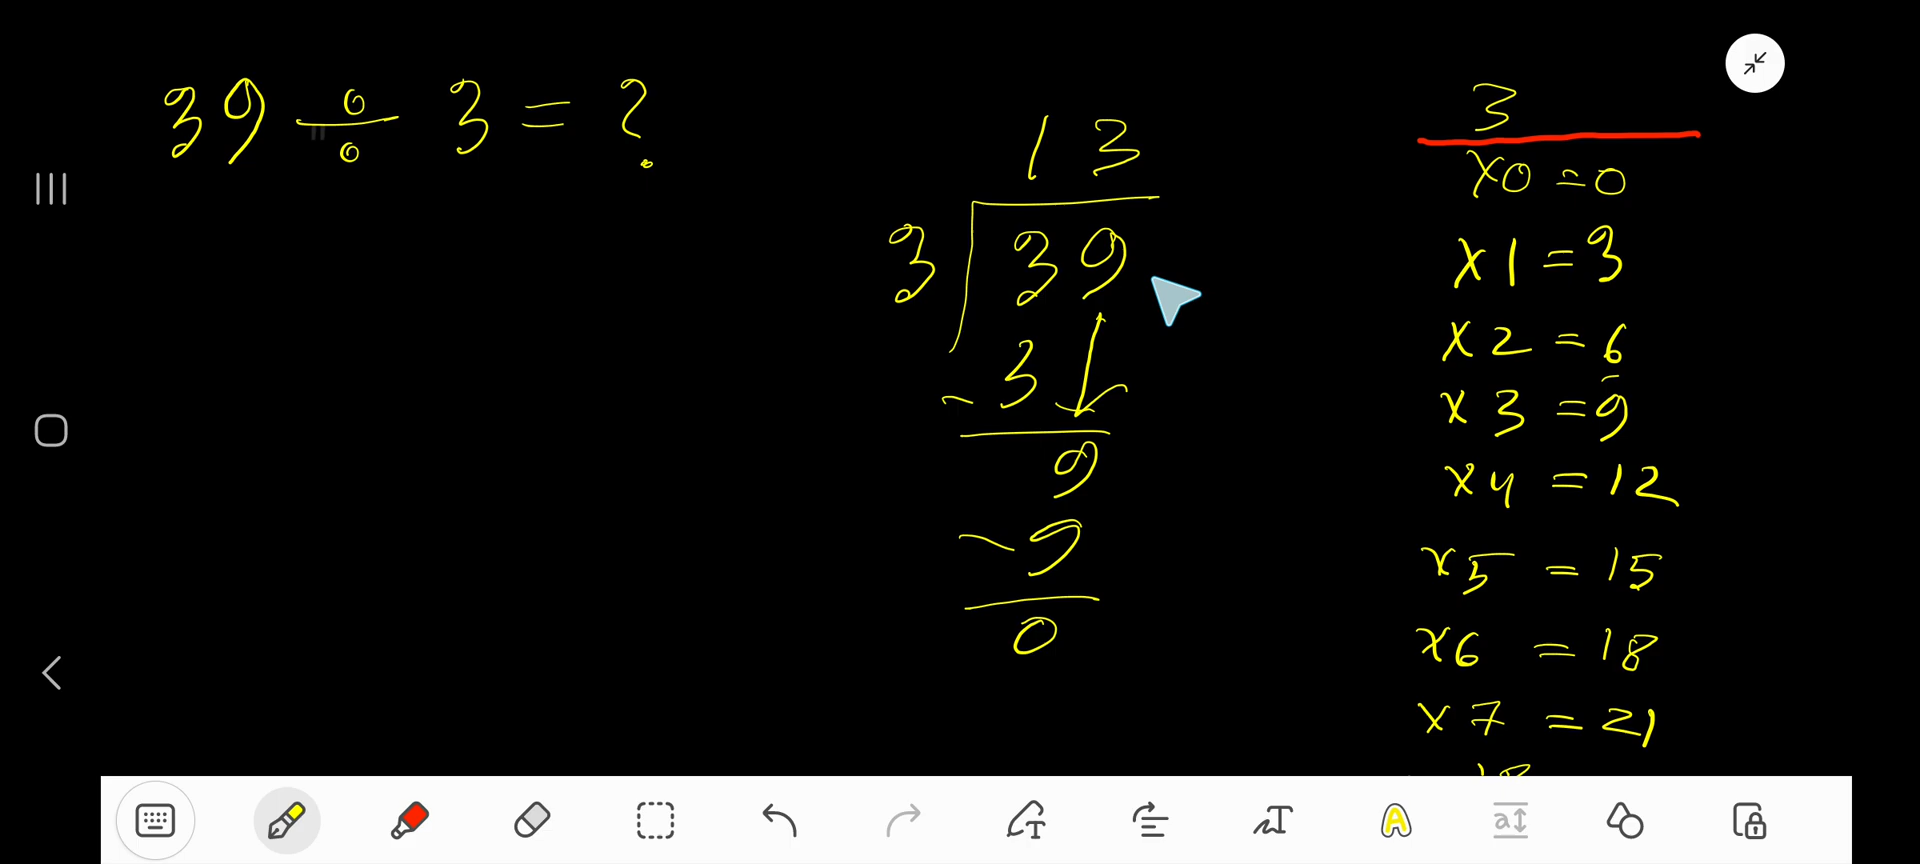 39 ÷ 3 = ?
13
3 39
- 3
9
- 9
0
3
x0 = 0
x1 = 3
x2 = 6
x3 = 9
x4 = 12
x5 = 15
x6 = 18
x7 = 21